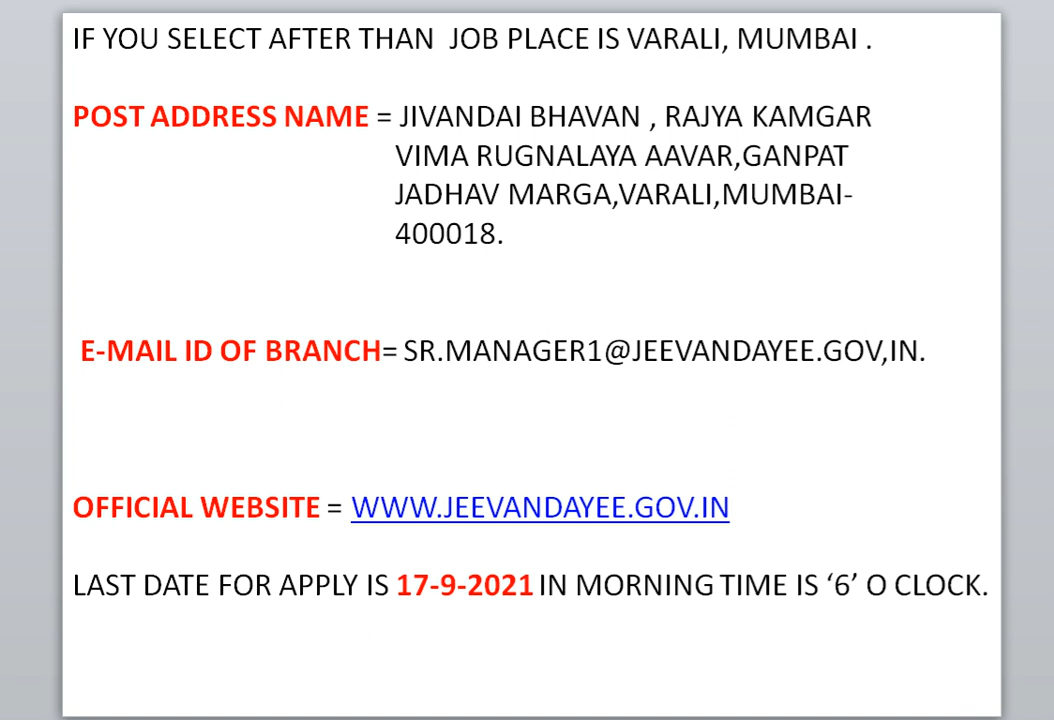 IF YOU SELECT AFTER THAN JOB PLACE IS VARALI, MUMBAI .
POST ADDRESS NAME = JIVANDAI BHAVAN , RAJYA KAMGAR
VIMA RUGNALAYA AAVAR,GANPAT
JADHAV MARGA,VARALI,MUMBAI-
400018.
E-MAIL ID OF BRANCH= SR.MANAGER1@JEEVANDAYEE.GOV,IN.
OFFICIAL WEBSITE = WWW.JEEVANDAYEE.GOV.IN
LAST DATE FOR APPLY IS 17-9-2021 IN MORNING TIME IS ‘6’ O CLOCK.